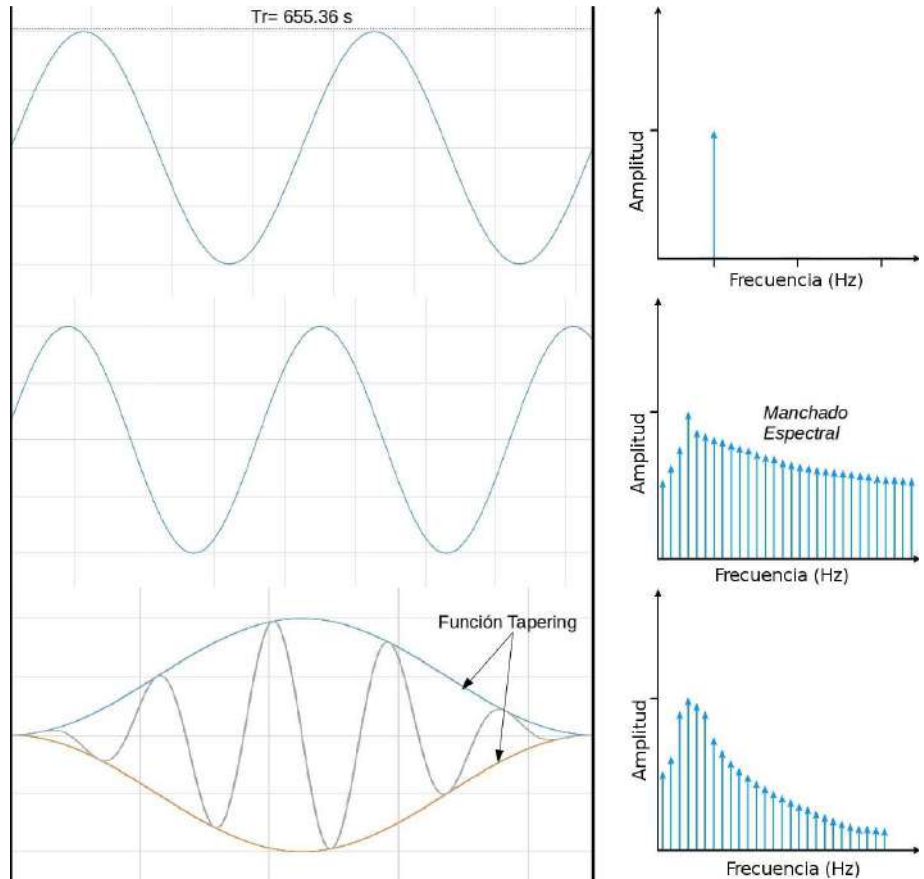 Tr= 655.36 s
Amplitud
Frecuencia (Hz)
Manchado
Espectral
Amplitud
Frecuencia (Hz)
Función Tapering
Amplitud
Frecuencia (Hz)